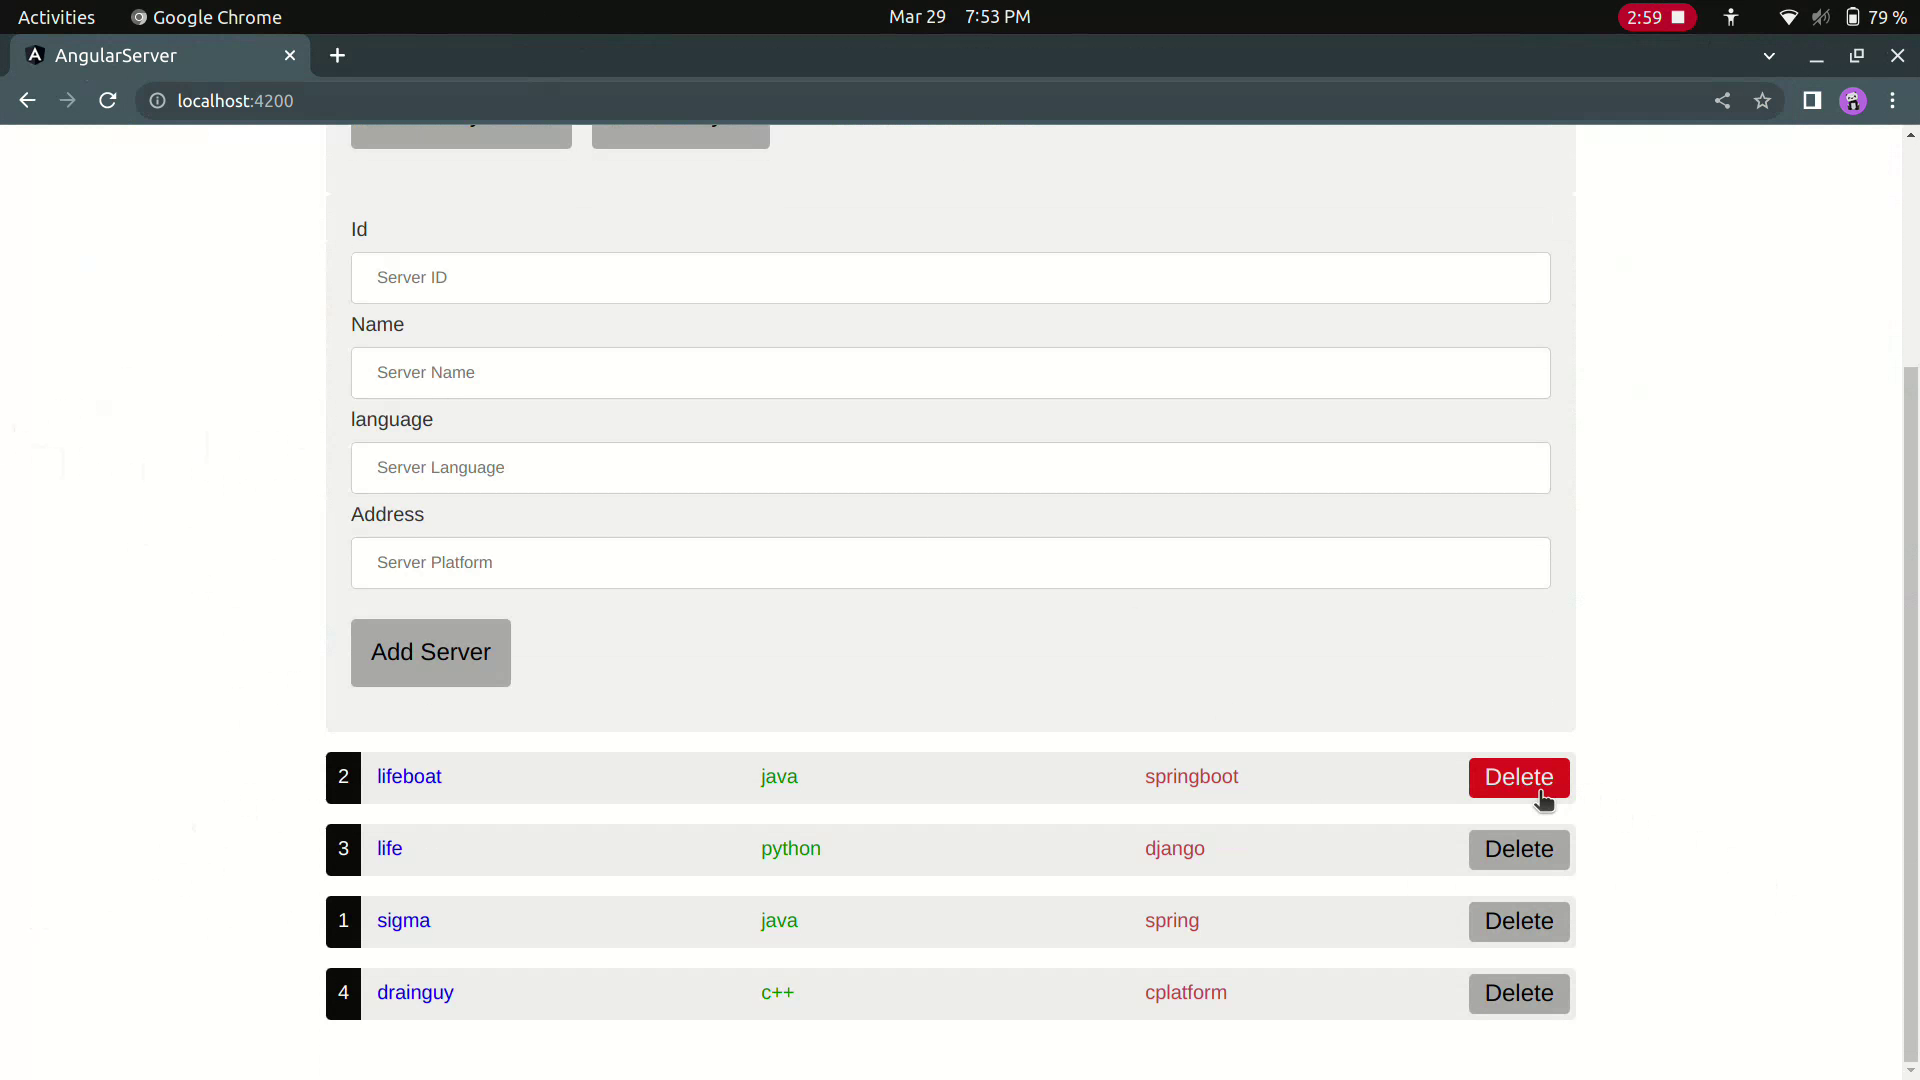 Activities Google Chrome Mar 29 7:53 PM 2:59 79 %
AngularServer
localhost:4200
Id
Server ID
Name
Server Name
language
Server Language
Address
Server Platform
Add Server
2 lifeboat java springboot Delete
3 life python django Delete
1 sigma java spring Delete
4 drainguy c++ cplatform Delete